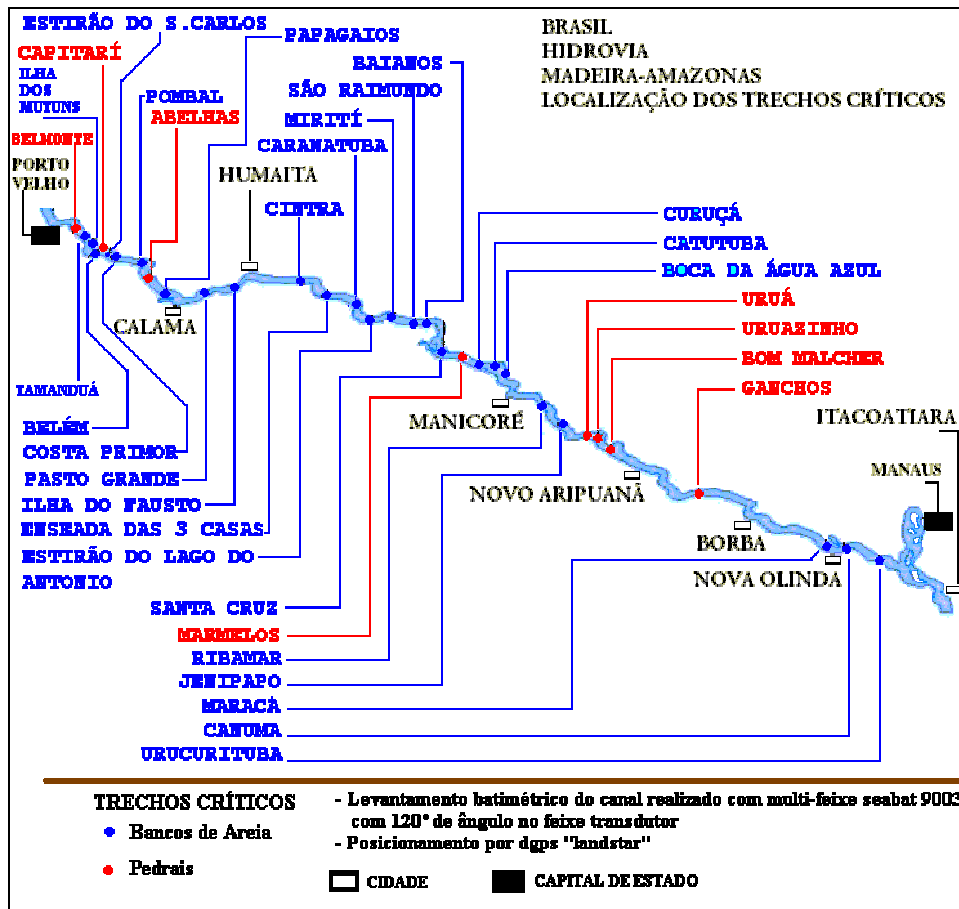 BRASIL
HIDROVIA
MADEIRA-AMAZONAS
LOCALIZAÇÃO DOS TRECHOS CRÍTICOS
ESTIRÃO DO S.CARLOS
CAPITARÍ
ILHA
DOS
MUTUNS
BELMONTE
PORTO
VELHO
POMBAL
ABELHAS
PAPAGAIOS
BAIANOS
SÃO RAIMUNDO
MIRITÍ
CARANATUBA
HUMAITA
CINTRA
CURUÇÁ
CATUTUBA
BOCA DA ÁGUA AZUL
URUÁ
URUAZINHO
BOM MALCHER
GANCHOS
ITACOATIARA
MANAUS
CALAMA
TAMANDUÁ
BELÉM
COSTA PRIMOR
PASTO GRANDE
ILHA DO FAUSTO
ENSEADA DAS 3 CASAS
ESTIRÃO DO LAGO DO
ANTONIO
MANICORÉ
NOVO ARIPUANÃ
BORBA
NOVA OLINDA
SANTA CRUZ
MARMELOS
RIBAMAR
JENIPAPO
MARACÁ
CANUMA
URUCURITUBA
TRECHOS CRÍTICOS
Bancos de Areia
Pedrais
- Levantamento batimétrico do canal realizado com multi-feixe seabat 9003
com 120° de ângulo no feixe transdutor
- Posicionamento por dgps "landstar"
CIDADE
CAPITAL DE ESTADO